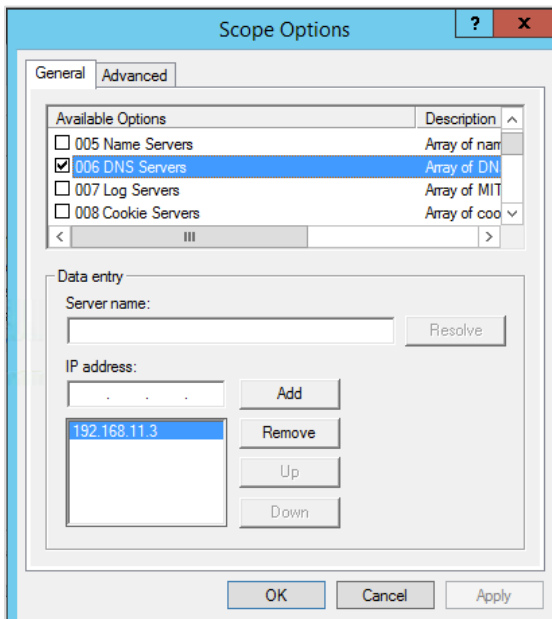 Scope Options
? x
General Advanced
Available Options Description
005 Name Servers Array of nam
006 DNS Servers Array of DN
007 Log Servers Array of MIT
008 Cookie Servers Array of coo
Data entry
Server name:
Resolve
IP address:
. . . Add
192.168.11.3 Remove
Up
Down
OK Cancel Apply